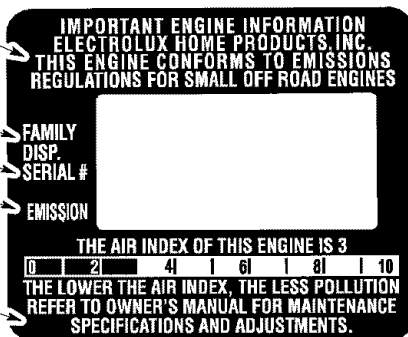 IMPORTANT ENGINE INFORMATION
ELECTROLUX HOME PRODUCTS, INC.
THIS ENGINE CONFORMS TO EMISSIONS
REGULATIONS FOR SMALL OFF ROAD ENGINES
FAMILY
DISP.
SERIAL #
EMISSION
THE AIR INDEX OF THIS ENGINE IS 3
0 2 4 6 8 10
THE LOWER THE AIR INDEX, THE LESS POLLUTION
REFER TO OWNER'S MANUAL FOR MAINTENANCE
SPECIFICATIONS AND ADJUSTMENTS.